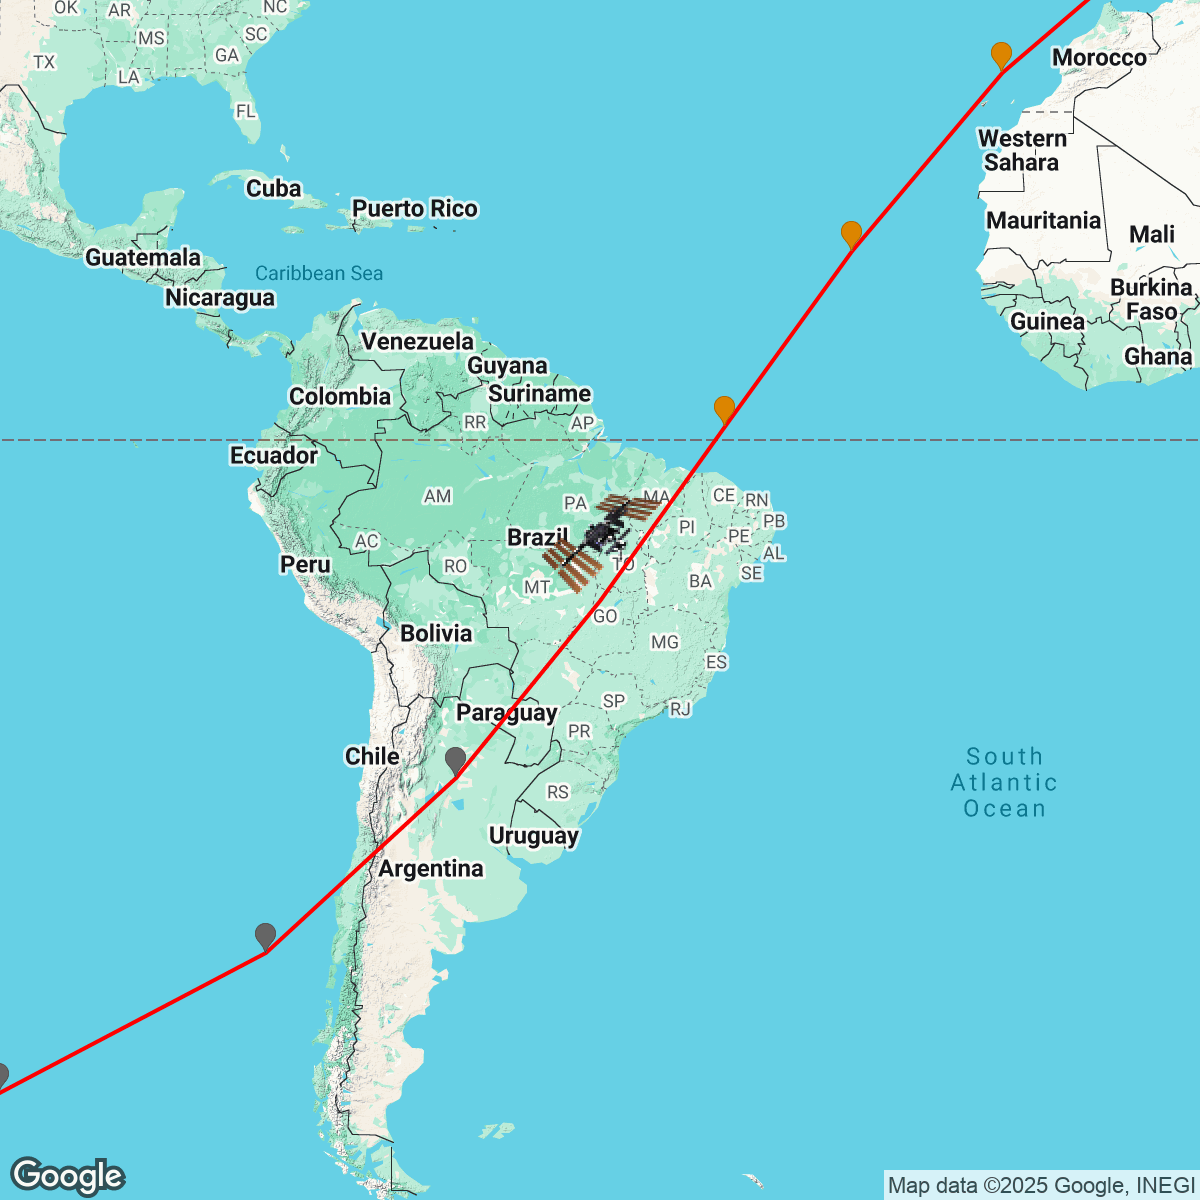 OK
AR
NC
MS
SC
TX
GA
LA
FL
Morocco
Western
Sahara
Cuba
Puerto Rico
Mauritania
Mali
Guatemala
Caribbean Sea
Nicaragua
Burkina
Faso
Guinea
Ghana
Venezuela
Guyana
Suriname
Colombia
RR
AP
Ecuador
AM
PA
MA
CE
RN
PI
PB
Brazil
PE
AC
AL
Peru
RO
TO
SE
MT
BA
GO
Bolivia
MG
ES
SP
RJ
Paraguay
PR
Chile
South
Atlantic
Ocean
RS
Uruguay
Argentina
Google
Map data ©2025 Google, INEGI